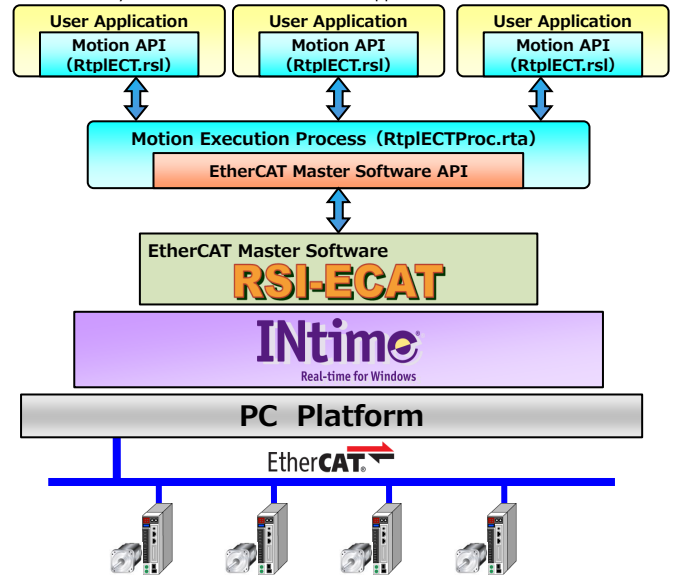 User Application
User Application
User Application
Motion API
(RtplECT.rsl)
Motion API
(RtplECT.rsl)
Motion API
(RtplECT.rsl)
Motion Execution Process (RtplECTProc.rta)
EtherCAT Master Software API
EtherCAT Master Software
RSI-ECAT
INtime®
Real-time for Windows
PC Platform
EtherCAT®